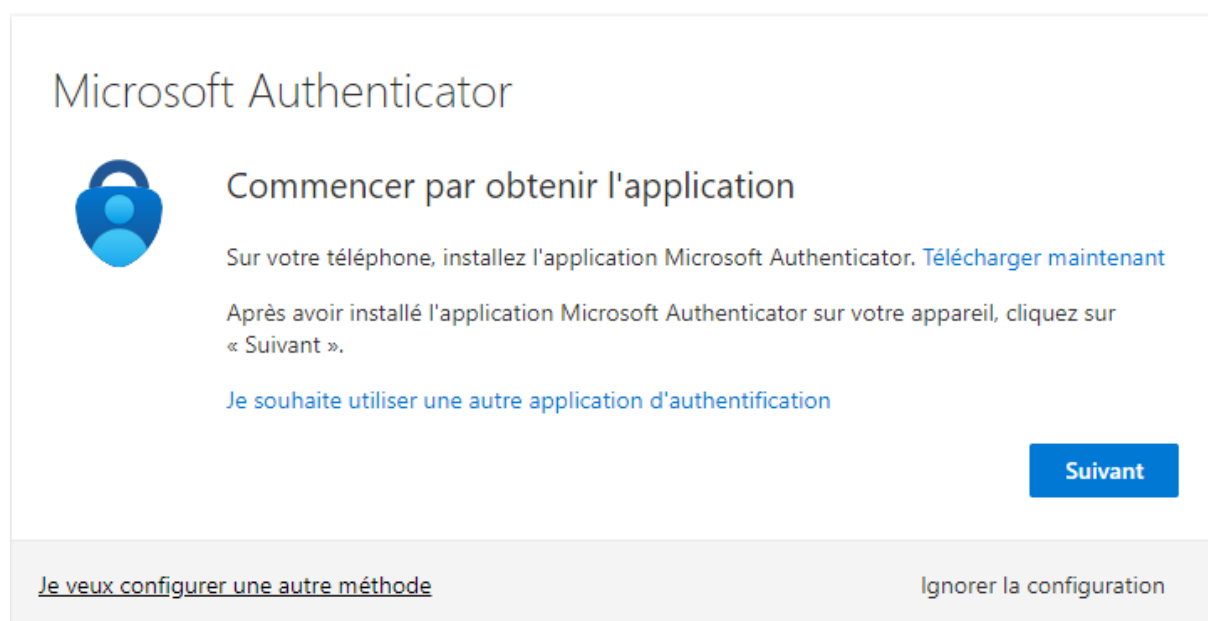 Microsoft Authenticator
Commencer par obtenir l'application
Sur votre téléphone, installez l'application Microsoft Authenticator. Télécharger maintenant
Après avoir installé l'application Microsoft Authenticator sur votre appareil, cliquez sur
« Suivant ».
Je souhaite utiliser une autre application d'authentification
Suivant
Je veux configurer une autre méthode
Ignorer la configuration